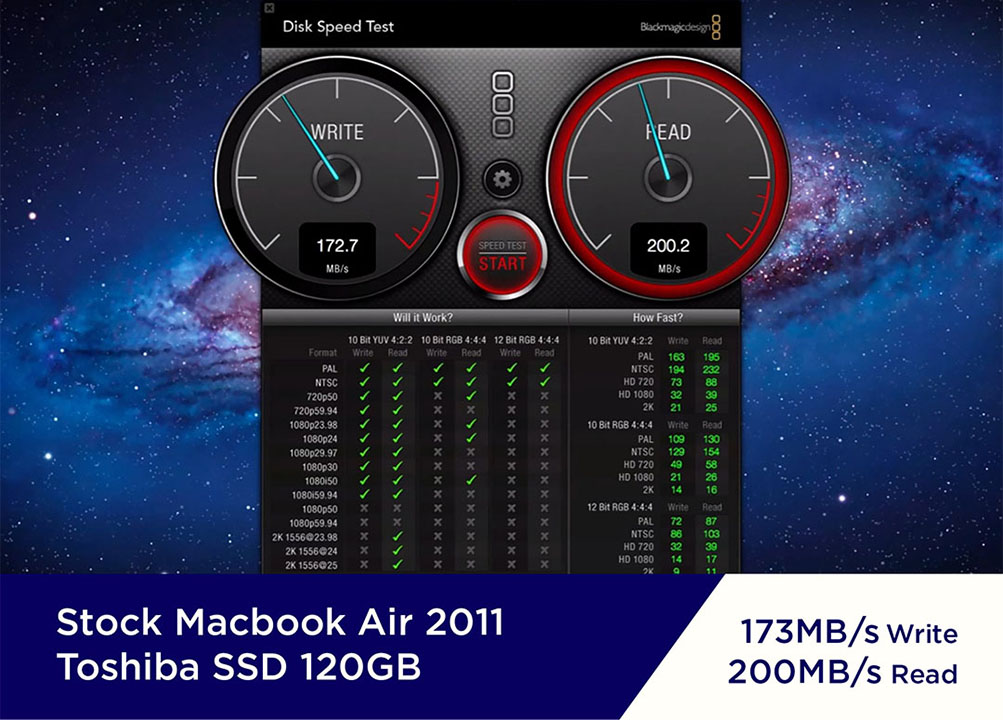 Disk Speed Test
Blackmagicdesign
WRITE
172.7
MB/s
READ
200.2
MB/s
SPEED TEST
START
Will it Work?
10 Bit YUV 4:2:2 10 Bit RGB 4:4:4 12 Bit RGB 4:4:4
Format Write Read Write Read Write Read
PAL ✓ ✓ ✓ ✓ ✓ ✓
NTSC ✓ ✓ ✓ ✓ ✓ ✓
720p50 ✓ ✓ × ✓ × ×
720p59.94 ✓ ✓ × × × ×
1080p23.98 ✓ ✓ × ✓ × ×
1080p24 ✓ ✓ × ✓ × ×
1080p29.97 ✓ ✓ × × × ×
1080p30 ✓ ✓ × × × ×
1080i50 ✓ ✓ × ✓ × ×
1080i59.94 ✓ ✓ × × × ×
1080p50 × × × × × ×
1080p59.94 × × × × × ×
2K 1556@23.98 × ✓ × × × ×
2K 1556@24 × ✓ × × × ×
2K 1556@25 × ✓ × × × ×
How Fast?
10 Bit YUV 4:2:2 Write Read
PAL 163 195
NTSC 194 232
HD 720 73 88
HD 1080 32 39
2K 21 25
10 Bit RGB 4:4:4 Write Read
PAL 109 130
NTSC 129 154
HD 720 49 58
HD 1080 21 26
2K 14 16
12 Bit RGB 4:4:4 Write Read
PAL 72 87
NTSC 86 103
HD 720 32 39
HD 1080 14 17
2K 9 11
Stock Macbook Air 2011
Toshiba SSD 120GB
173MB/s Write
200MB/s Read